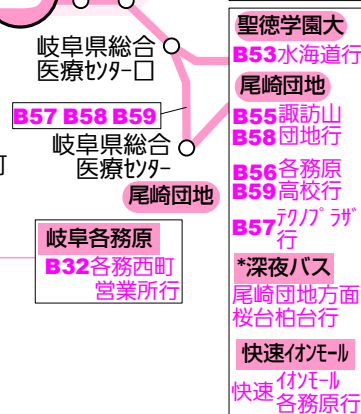 岐阜県総合
医療ｾﾝﾀｰ口
B57 B58 B59
岐阜県総合
医療ｾﾝﾀｰ
町
尾崎団地
岐阜各務原
B32各務西町
営業所行
聖徳学園大
B53水海道行
尾崎団地
B55諏訪山
B58団地行
B56各務原
B59高校行
B57ﾃｸﾉﾌﾟﾗｻﾞ
行
*深夜バス
尾崎団地方面
桜台柏台行
快速ｲｵﾝﾓｰﾙ
快速ｲｵﾝﾓｰﾙ
各務原行